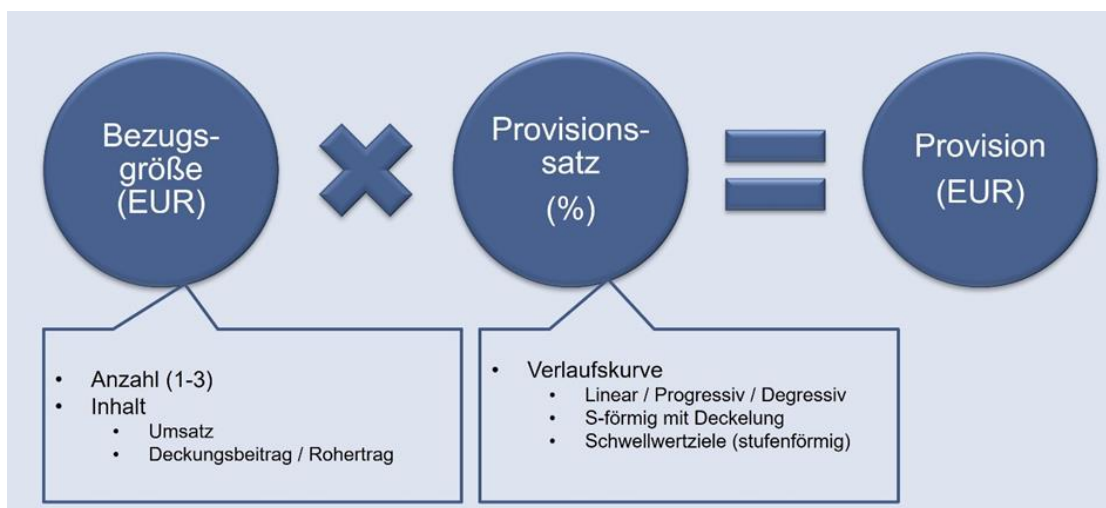 Bezugs-
größe
(EUR)
Provisions-
satz
(%)
Provision
(EUR)
• Anzahl (1-3)
• Inhalt
• Umsatz
• Deckungsbeitrag / Rohertrag
• Verlaufskurve
• Linear / Progressiv / Degressiv
• S-förmig mit Deckelung
• Schwellwertziele (stufenförmig)